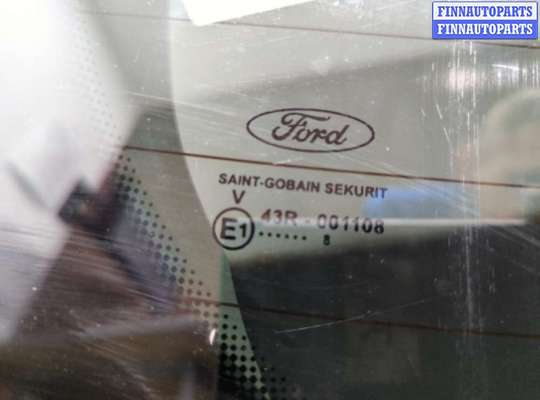 FINNAUTOPARTS
FINNAUTOPARTS
Ford
SAINT-GOBAIN SEKURIT
V
E1 43R - 001108
...... 8